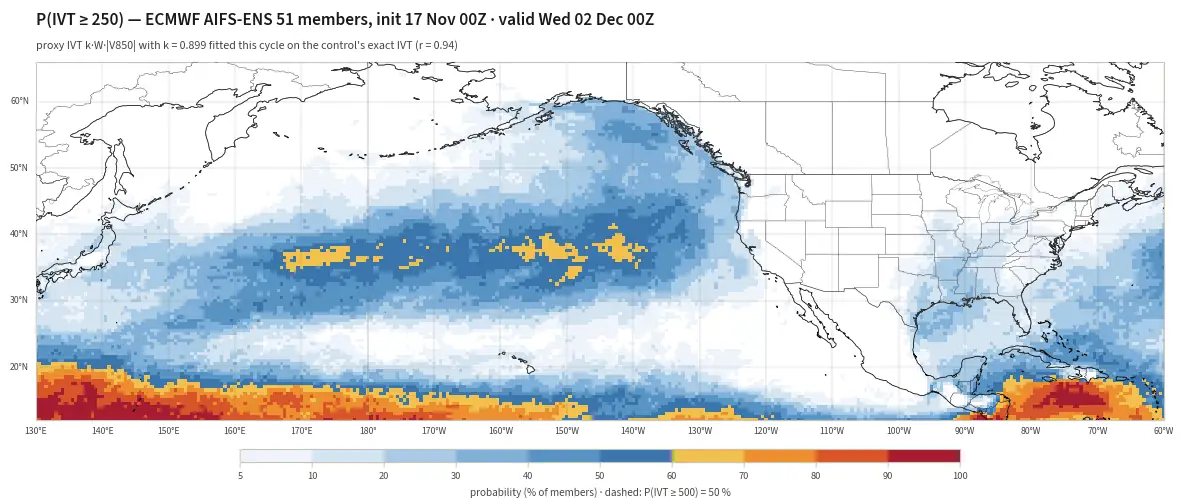 P(IVT ≥ 250) — ECMWF AIFS-ENS 51 members, init 17 Nov 00Z · valid Wed 02 Dec 00Z
proxy IVT k·W·|V850| with k = 0.899 fitted this cycle on the control's exact IVT (r = 0.94)
60°N
50°N
40°N
30°N
20°N
130°E 140°E 150°E 160°E 170°E 180° 170°W 160°W 150°W 140°W 130°W 120°W 110°W 100°W 90°W 80°W 70°W 60°W
5 10 20 30 40 50 60 70 80 90 100
probability (% of members) · dashed: P(IVT ≥ 500) = 50 %